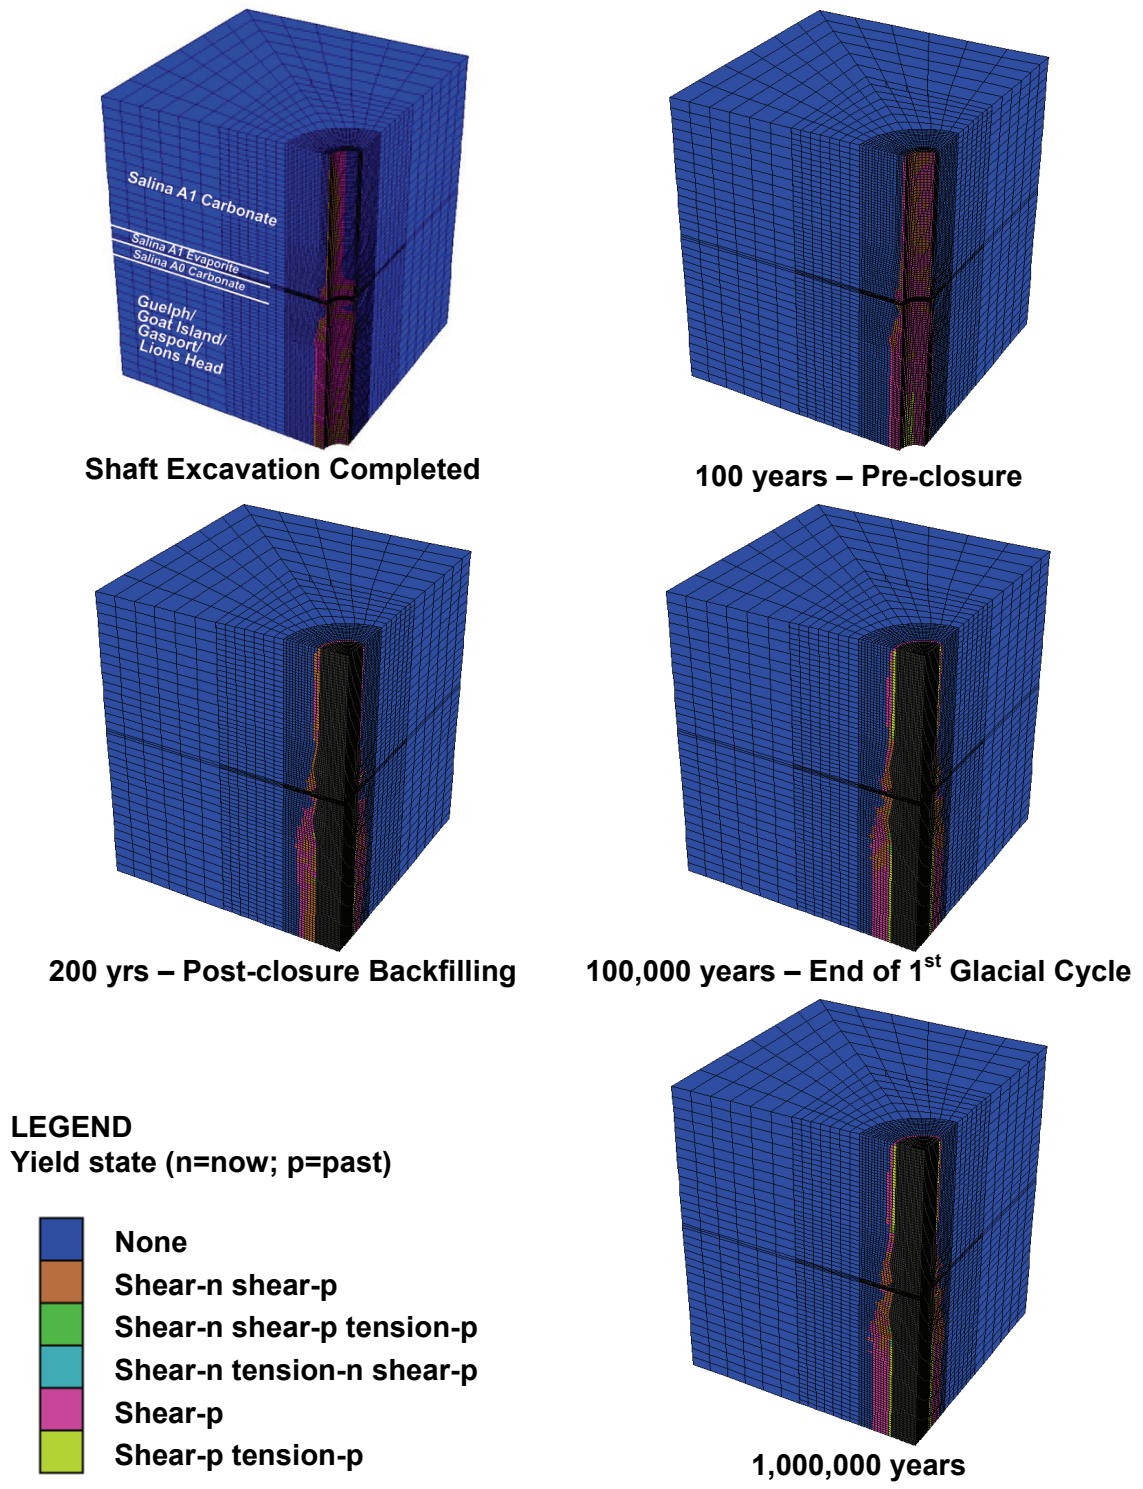 Salina A1 Carbonate
Salina A1 Evaporite
Salina A0 Carbonate
Guelph/
Goat Island/
Gasport/
Lions Head
Shaft Excavation Completed
100 years – Pre-closure
200 yrs – Post-closure Backfilling
100,000 years – End of 1st Glacial Cycle
LEGEND
Yield state (n=now; p=past)
None
Shear-n shear-p
Shear-n shear-p tension-p
Shear-n tension-n shear-p
Shear-p
Shear-p tension-p
1,000,000 years